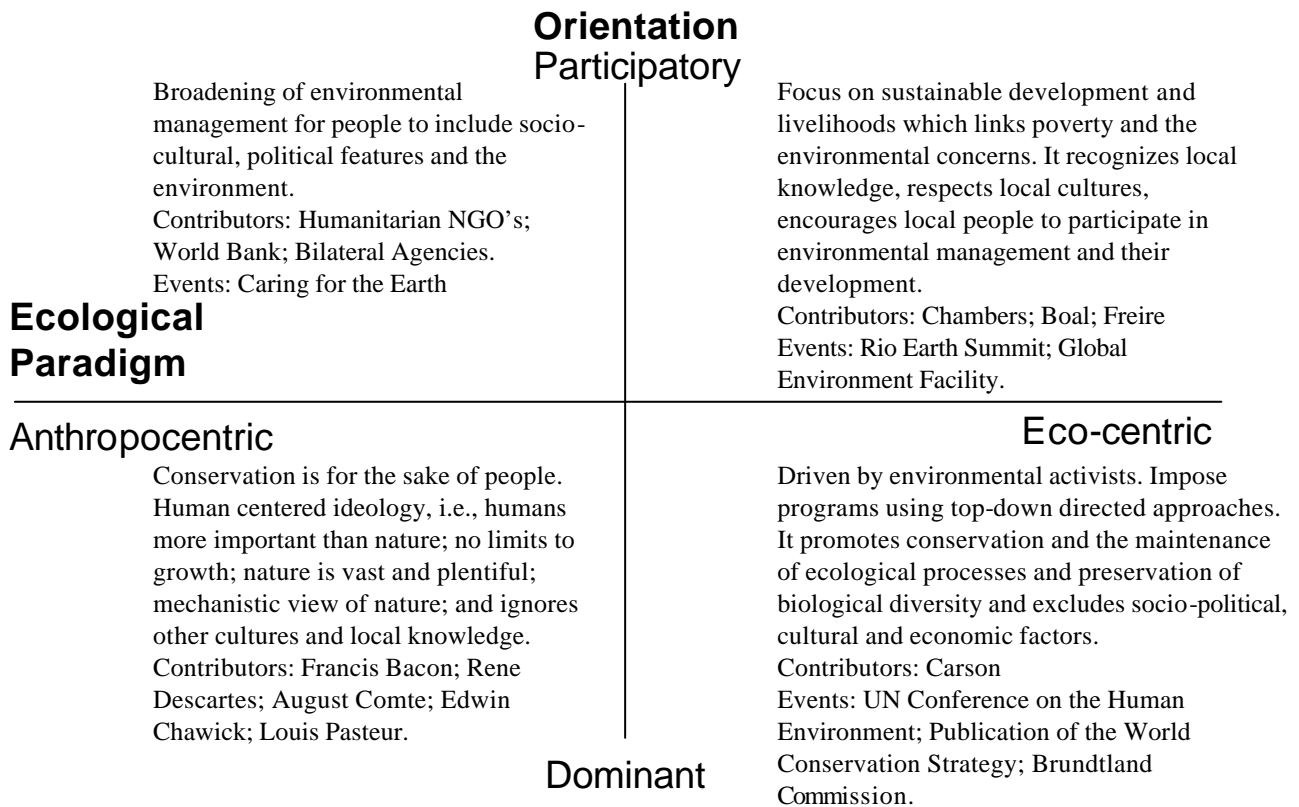 Orientation
Participatory
Broadening of environmental
management for people to include socio-
cultural, political features and the
environment.
Contributors: Humanitarian NGO's;
World Bank; Bilateral Agencies.
Events: Caring for the Earth
Focus on sustainable development and
livelihoods which links poverty and the
environmental concerns. It recognizes local
knowledge, respects local cultures,
encourages local people to participate in
environmental management and their
development.
Contributors: Chambers; Boal; Freire
Events: Rio Earth Summit; Global
Environment Facility.
Ecological
Paradigm
Anthropocentric
Eco-centric
Conservation is for the sake of people.
Human centered ideology, i.e., humans
more important than nature; no limits to
growth; nature is vast and plentiful;
mechanistic view of nature; and ignores
other cultures and local knowledge.
Contributors: Francis Bacon; Rene
Descartes; August Comte; Edwin
Chawick; Louis Pasteur.
Driven by environmental activists. Impose
programs using top-down directed approaches.
It promotes conservation and the maintenance
of ecological processes and preservation of
biological diversity and excludes socio-political,
cultural and economic factors.
Contributors: Carson
Events: UN Conference on the Human
Environment; Publication of the World
Conservation Strategy; Brundtland
Commission.
Dominant